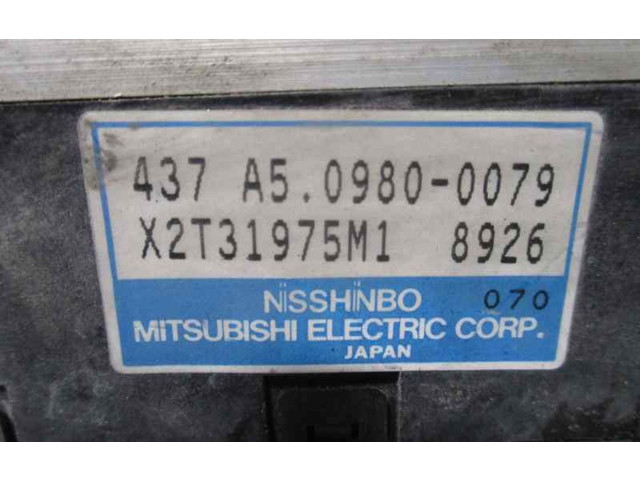 437 A5.0980-0079
X2T31975M1 8926
NISSHINBO 070
MITSUBISHI ELECTRIC CORP.
JAPAN